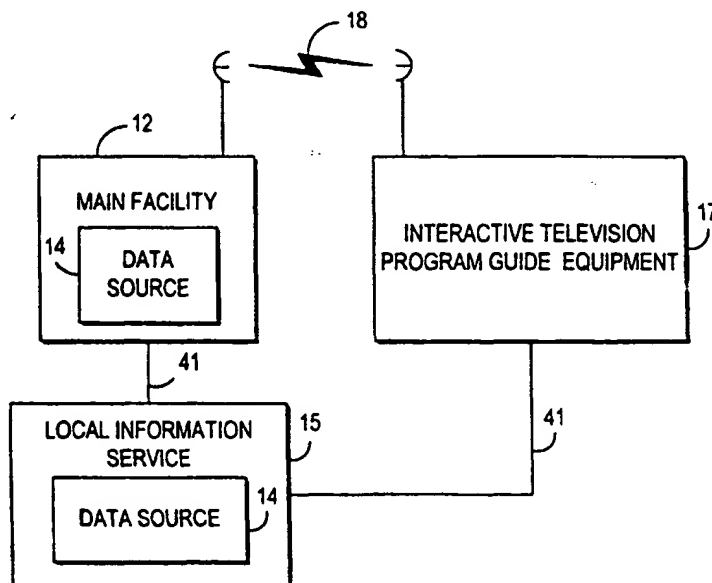 18
12
MAIN FACILITY
14
DATA
SOURCE
INTERACTIVE TELEVISION
PROGRAM GUIDE EQUIPMENT
17
41
LOCAL INFORMATION
SERVICE
15
41
DATA SOURCE
14